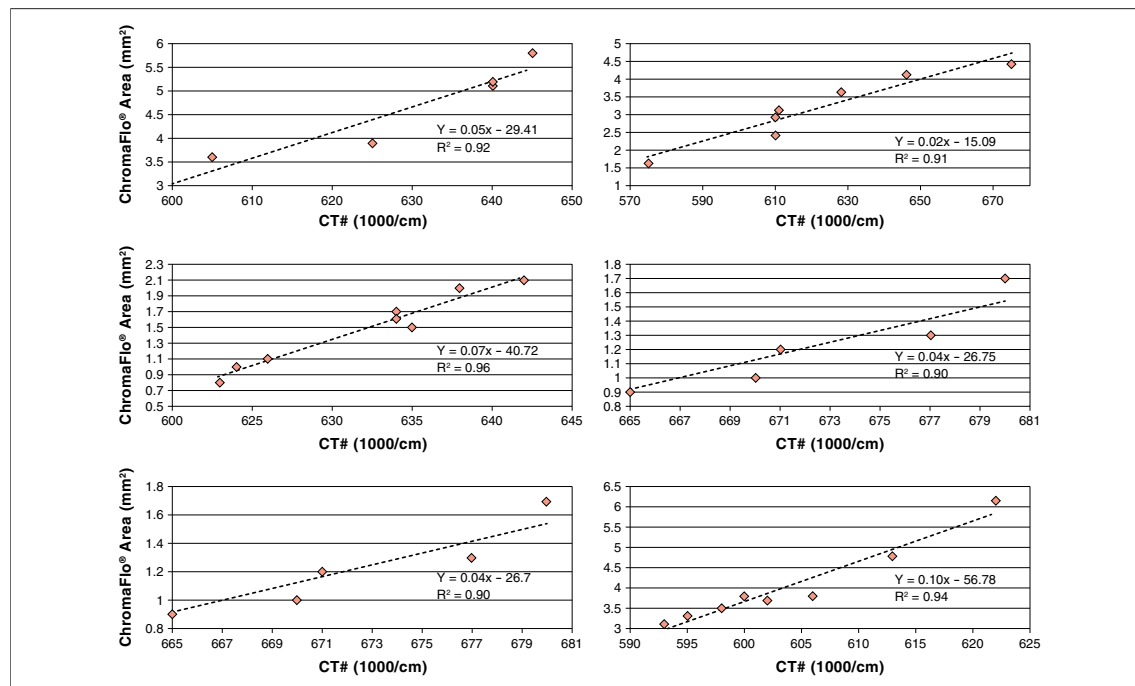 ChromaFlo® Area (mm²)
6
5.5
5
4.5
4
3.5
3
Y = 0.05x – 29.41
R² = 0.92
600 610 620 630 640 650
CT# (1000/cm)
5
4.5
4
3.5
3
2.5
2
1.5
1
Y = 0.02x – 15.09
R² = 0.91
570 590 610 630 650 670
CT# (1000/cm)
ChromaFlo® Area (mm²)
2.3
2.1
1.9
1.7
1.5
1.3
1.1
0.9
0.7
0.5
Y = 0.07x – 40.72
R² = 0.96
600 625 630 635 640 645
CT# (1000/cm)
1.8
1.7
1.5
1.5
1.4
1.3
1.2
1.1
1
0.9
Y = 0.04x – 26.75
R² = 0.90
665 667 669 671 675 677 679 681
CT# (1000/cm)
ChromaFlo® Area (mm²)
1.8
1.6
1.4
1.2
1
0.8
Y = 0.04x – 26.7
R² = 0.90
665 667 669 671 673 675 677 679 681
CT# (1000/cm)
6.5
6
5.5
5
4.5
4
3.5
3
Y = 0.10x – 56.78
R² = 0.94
590 595 600 605 610 615 620 625
CT# (1000/cm)